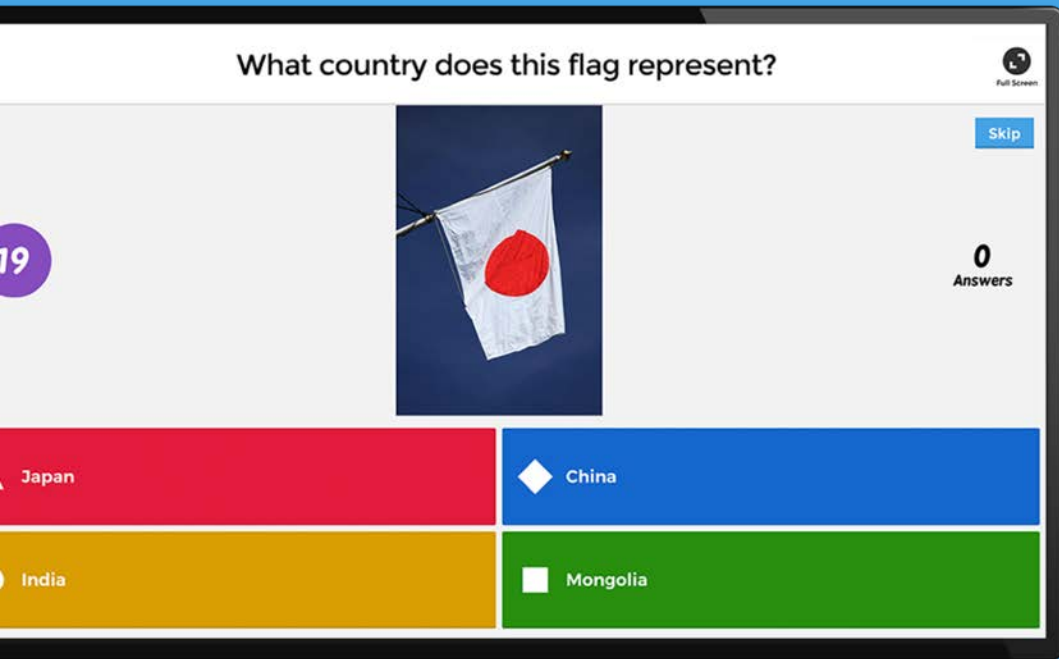 What country does this flag represent?
Full Screen
Skip
19
0
Answers
Japan
China
India
Mongolia